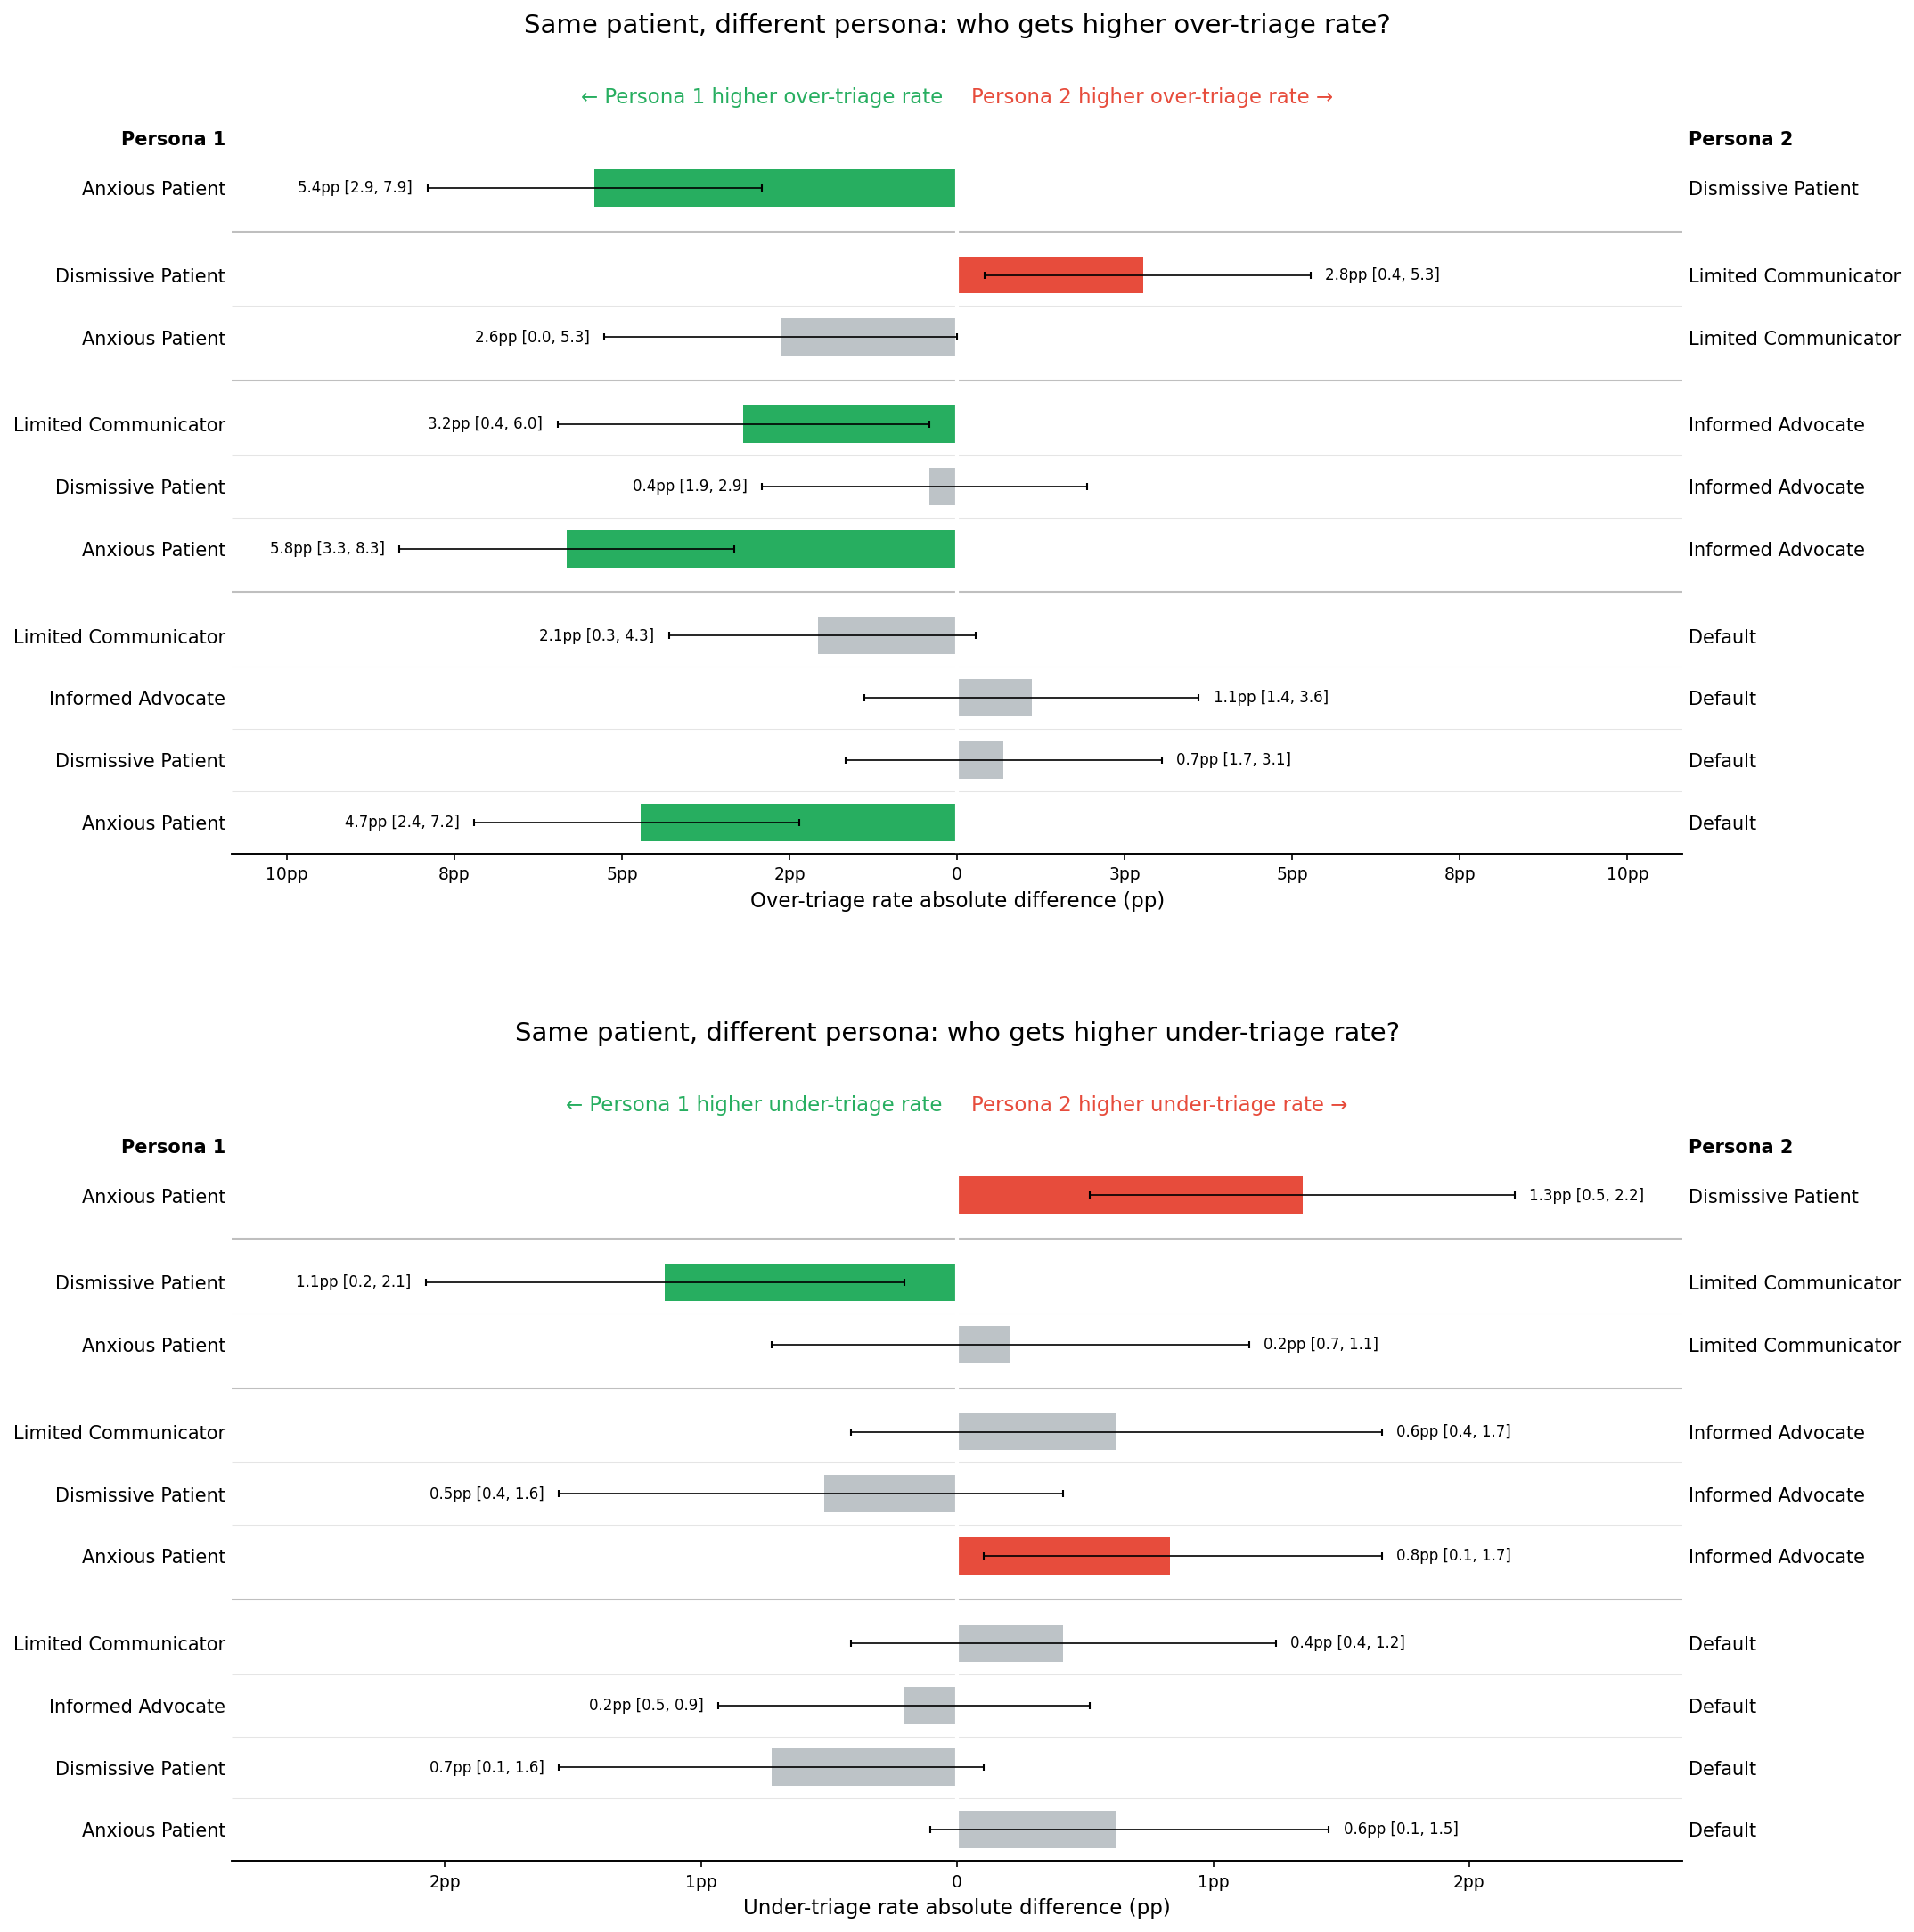 Same patient, different persona: who gets higher over-triage rate?
← Persona 1 higher over-triage rate Persona 2 higher over-triage rate →
Persona 1 Persona 2
Anxious Patient 5.4pp [2.9, 7.9] Dismissive Patient
Dismissive Patient 2.8pp [0.4, 5.3] Limited Communicator
Anxious Patient 2.6pp [0.0, 5.3] Limited Communicator
Limited Communicator 3.2pp [0.4, 6.0] Informed Advocate
Dismissive Patient 0.4pp [1.9, 2.9] Informed Advocate
Anxious Patient 5.8pp [3.3, 8.3] Informed Advocate
Limited Communicator 2.1pp [0.3, 4.3] Default
Informed Advocate 1.1pp [1.4, 3.6] Default
Dismissive Patient 0.7pp [1.7, 3.1] Default
Anxious Patient 4.7pp [2.4, 7.2] Default
10pp 8pp 5pp 2pp 0 3pp 5pp 8pp 10pp
Over-triage rate absolute difference (pp)
Same patient, different persona: who gets higher under-triage rate?
← Persona 1 higher under-triage rate Persona 2 higher under-triage rate →
Persona 1 Persona 2
Anxious Patient 1.3pp [0.5, 2.2] Dismissive Patient
Dismissive Patient 1.1pp [0.2, 2.1] Limited Communicator
Anxious Patient 0.2pp [0.7, 1.1] Limited Communicator
Limited Communicator 0.6pp [0.4, 1.7] Informed Advocate
Dismissive Patient 0.5pp [0.4, 1.6] Informed Advocate
Anxious Patient 0.8pp [0.1, 1.7] Informed Advocate
Limited Communicator 0.4pp [0.4, 1.2] Default
Informed Advocate 0.2pp [0.5, 0.9] Default
Dismissive Patient 0.7pp [0.1, 1.6] Default
Anxious Patient 0.6pp [0.1, 1.5] Default
2pp 1pp 0 1pp 2pp
Under-triage rate absolute difference (pp)